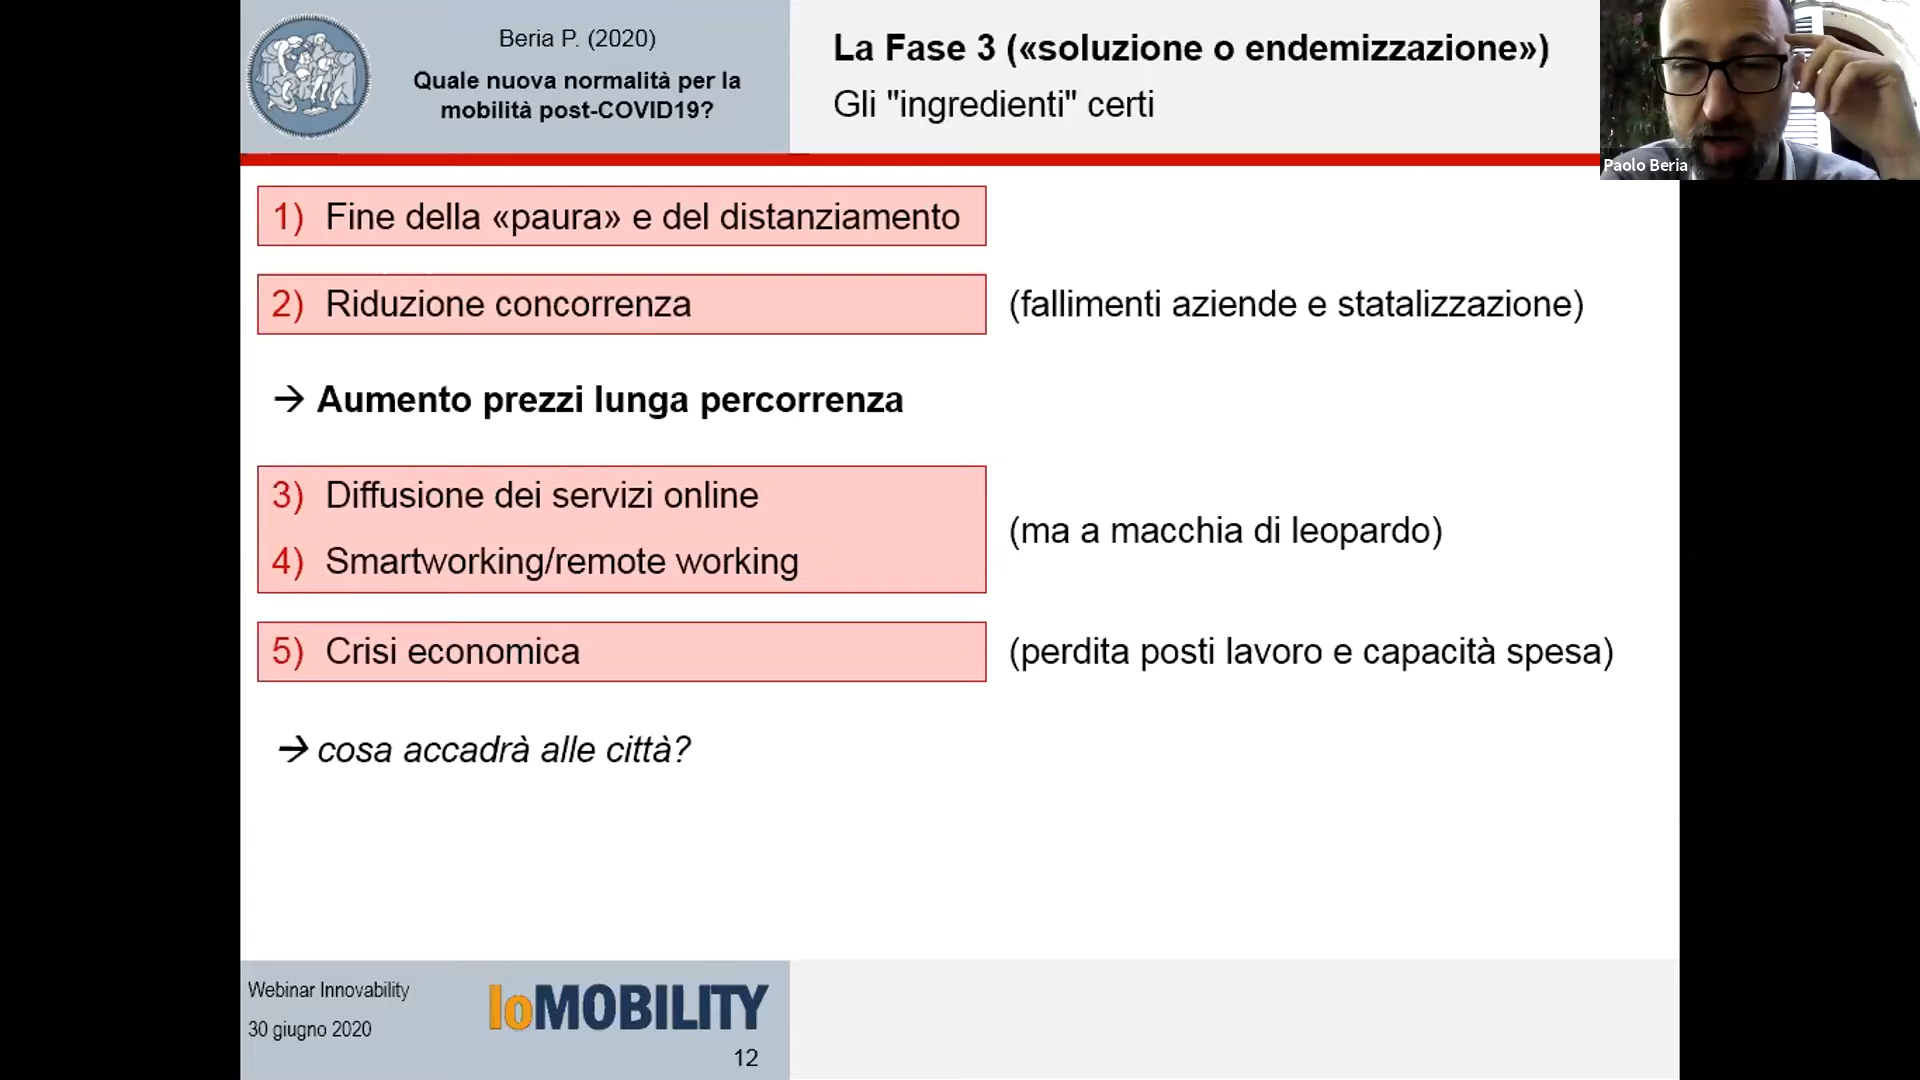 Beria P. (2020)
Quale nuova normalità per la
mobilità post-COVID19?
La Fase 3 («soluzione o endemizzazione»)
Gli "ingredienti" certi
Paolo Beria
1) Fine della «paura» e del distanziamento
2) Riduzione concorrenza
(fallimenti aziende e statalizzazione)
→ Aumento prezzi lunga percorrenza
3) Diffusione dei servizi online
4) Smartworking/remote working
(ma a macchia di leopardo)
5) Crisi economica
(perdita posti lavoro e capacità spesa)
→ cosa accadrà alle città?
Webinar Innovability
30 giugno 2020
IoMOBILITY
12